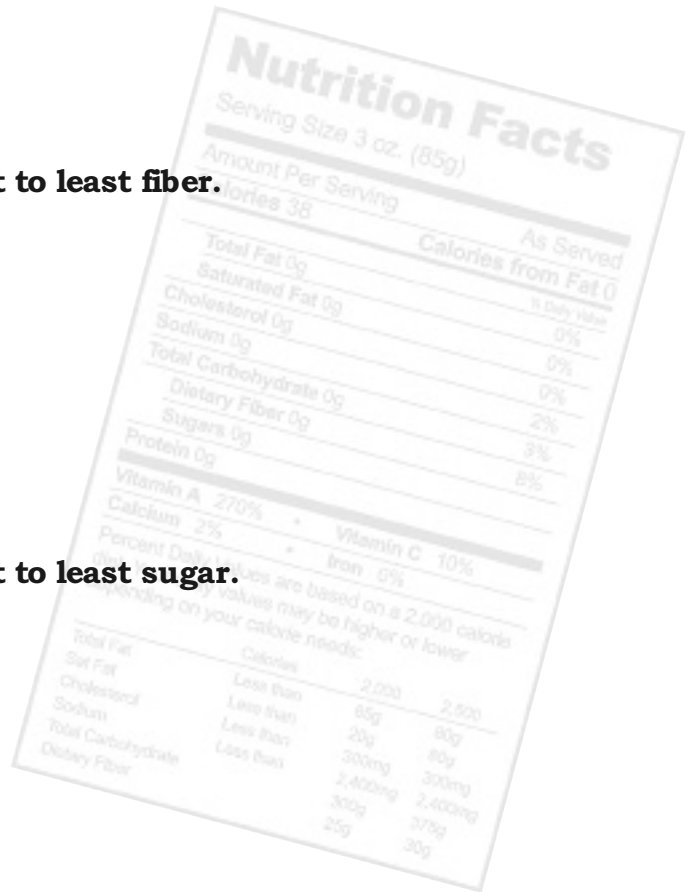 Nutrition Facts
Serving Size 3 oz. (85g)
Amount Per Serving
As Served
Calories 38 Calories from Fat 0
% Daily Value
Total Fat 0g 0%
Saturated Fat 0g 0%
Cholesterol 0g 0%
Sodium 0g 2%
Total Carbohydrate 0g 3%
Dietary Fiber 0g 8%
Sugars 0g
Protein 0g
Vitamin A 270% • Vitamin C 10%
Calcium 2% • Iron 0%
Percent Daily Values are based on a 2,000 calorie
diet. Your daily values may be higher or lower
depending on your calorie needs:
Calories 2,000 2,500
Total Fat Less than 65g 80g
Sat Fat Less than 20g 80g
Cholesterol Less than 300mg 300mg
Sodium Less than 2,400mg 2,400mg
Total Carbohydrate 300g 375g
Dietary Fiber 25g 30g
t to least fiber.
t to least sugar.